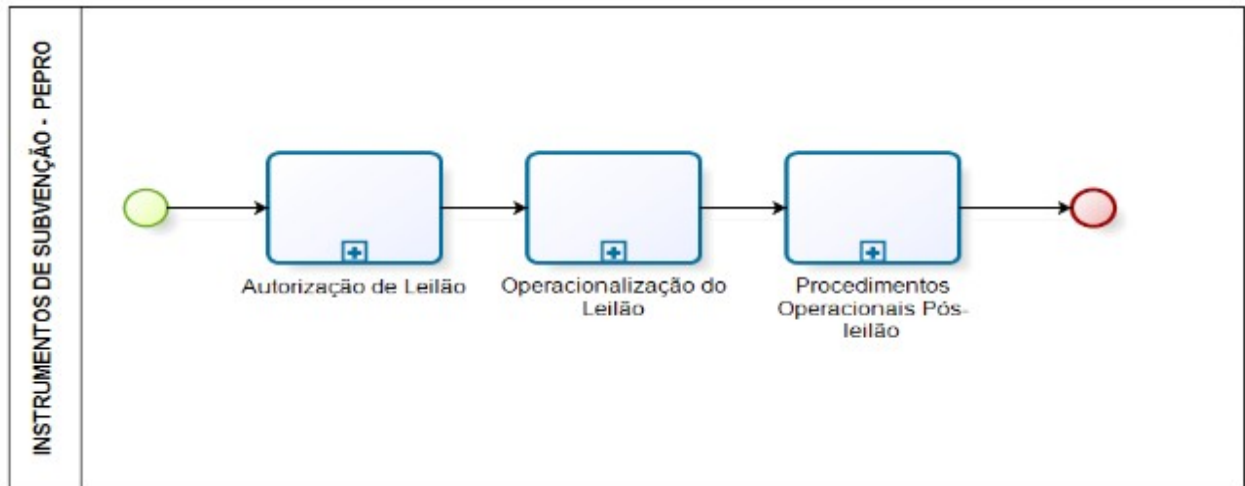 INSTRUMENTOS DE SUBVENÇÃO - PEPRO
Autorização de Leilão
Operacionalização do
Leilão
Procedimentos
Operacionais Pós-
leilão